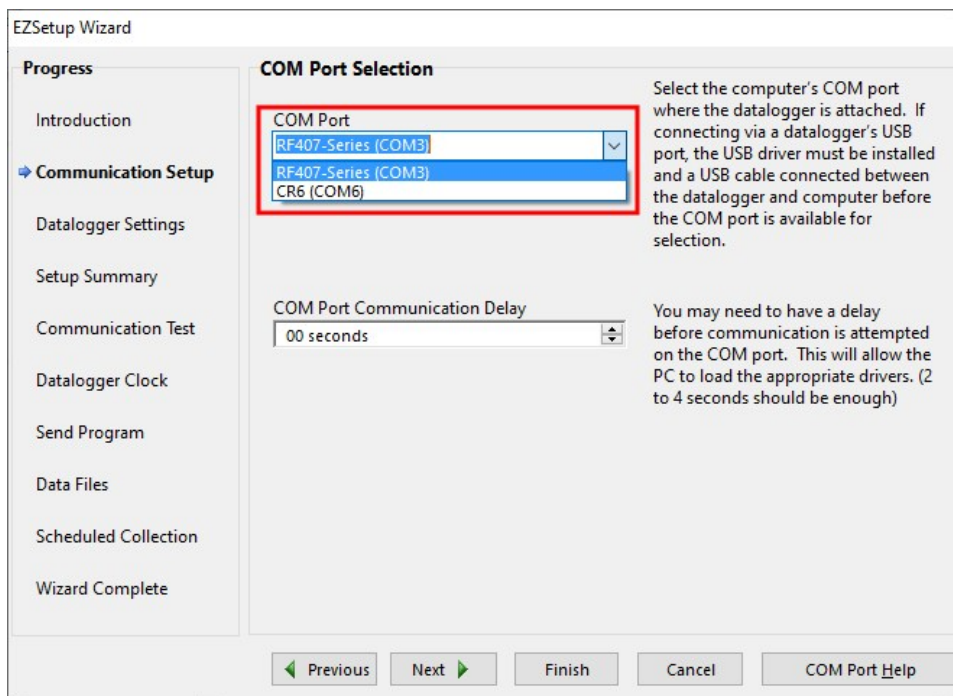 EZSetup Wizard
Progress
Introduction
Communication Setup
Datalogger Settings
Setup Summary
Communication Test
Datalogger Clock
Send Program
Data Files
Scheduled Collection
Wizard Complete
COM Port Selection
COM Port
RF407-Series (COM3)
RF407-Series (COM3)
CR6 (COM6)
Select the computer's COM port
where the datalogger is attached. If
connecting via a datalogger's USB
port, the USB driver must be installed
and a USB cable connected between
the datalogger and computer before
the COM port is available for
selection.
COM Port Communication Delay
00 seconds
You may need to have a delay
before communication is attempted
on the COM port. This will allow the
PC to load the appropriate drivers. (2
to 4 seconds should be enough)
Previous
Next
Finish
Cancel
COM Port Help